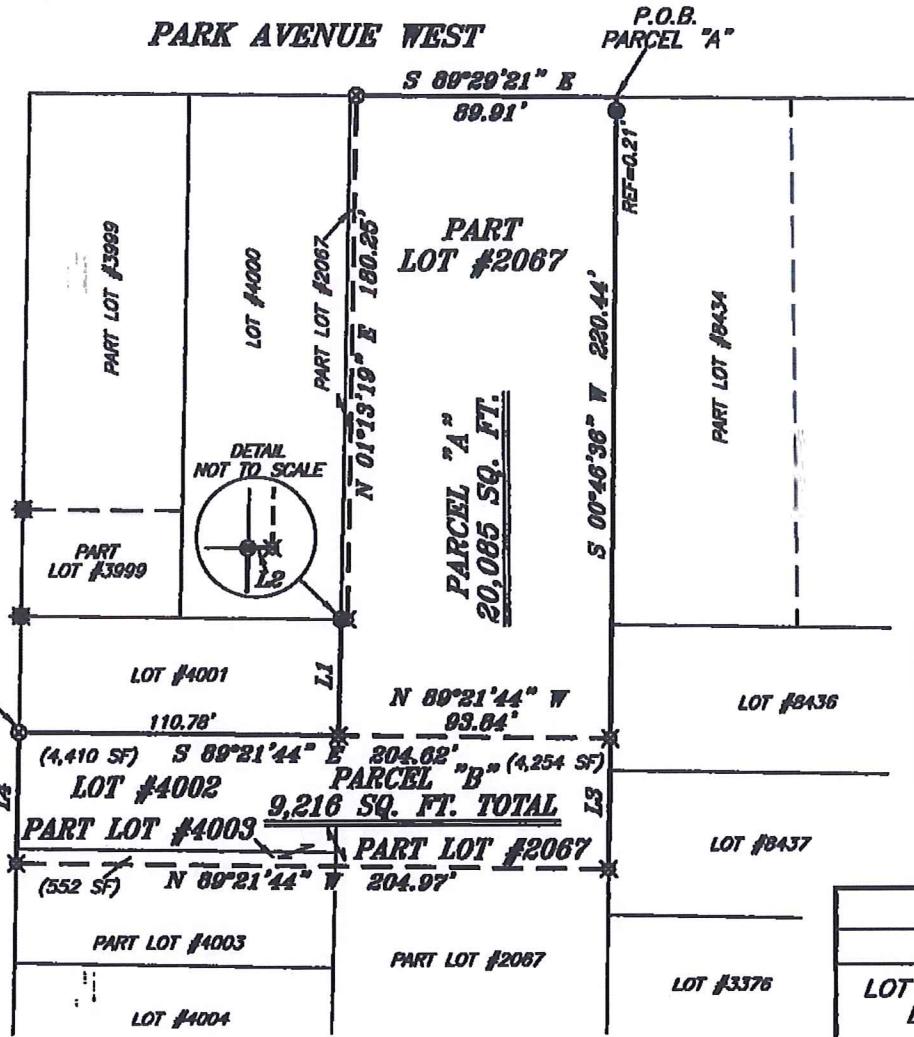 PARK AVENUE WEST
P.O.B.
PARCEL "A"
S 89°29'21" E
89.91'
REF=0.21'
PART LOT #3999
LOT #4000
PART LOT #2067
N 01°13'19" E 180.25'
PART
LOT #2067
S 00°46'36" W 220.44'
PART LOT #8434
DETAIL
NOT TO SCALE
L2
PARCEL "A"
20,085 SQ. FT.
PART
LOT #3999
LOT #4001
L1
N 89°21'44" W
93.84'
LOT #8436
110.78'
(4,410 SF) S 89°21'44" E 204.62' (4,254 SF)
LOT #4002
PARCEL "B"
9,216 SQ. FT. TOTAL
L4
L3
PART LOT #4003
PART LOT #2067
LOT #8437
(552 SF) N 89°21'44" W 204.97'
PART LOT #4003
PART LOT #2067
LOT #3376
LOT
LOT #4004